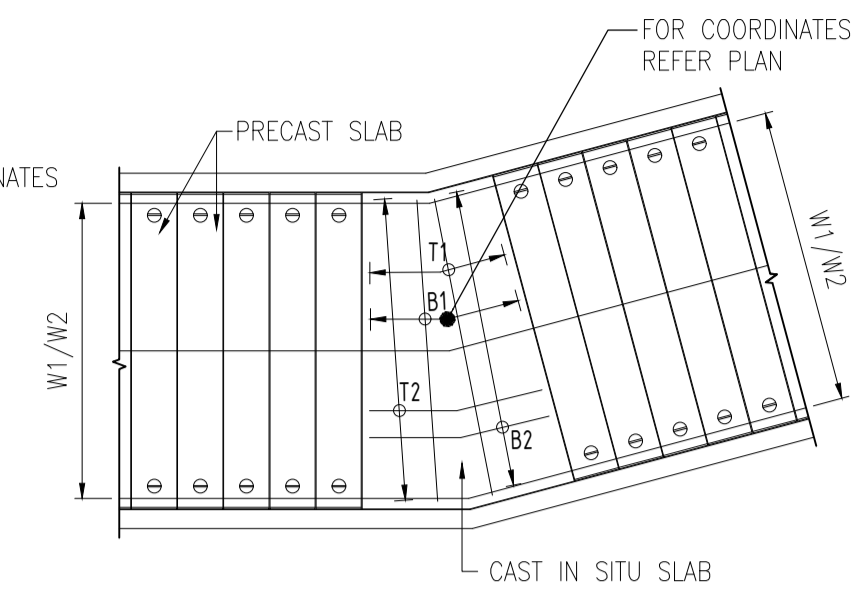 FOR COORDINATES
REFER PLAN
PRECAST SLAB
NATES
T1
B1
T2
B2
W1/W2
W1/W2
CAST IN SITU SLAB